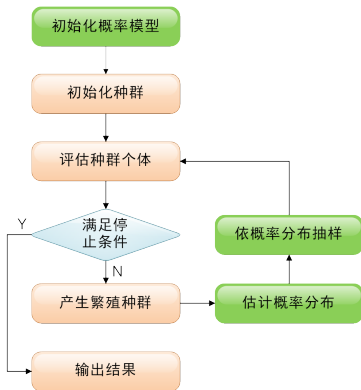 初始化概率模型
初始化种群
评估种群个体
满足停
止条件
Y
N
依概率分布抽样
产生繁殖种群
估计概率分布
输出结果